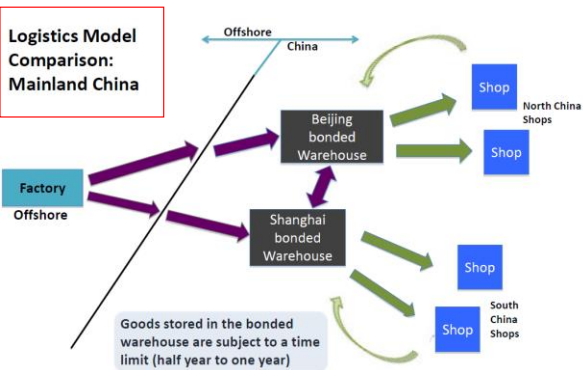 Logistics Model
Comparison:
Mainland China
Offshore
China
Shop
North China
Shops
Shop
Beijing
bonded
Warehouse
Factory
Offshore
Shanghai
bonded
Warehouse
Shop
South
China
Shops
Shop
Goods stored in the bonded
warehouse are subject to a time
limit (half year to one year)